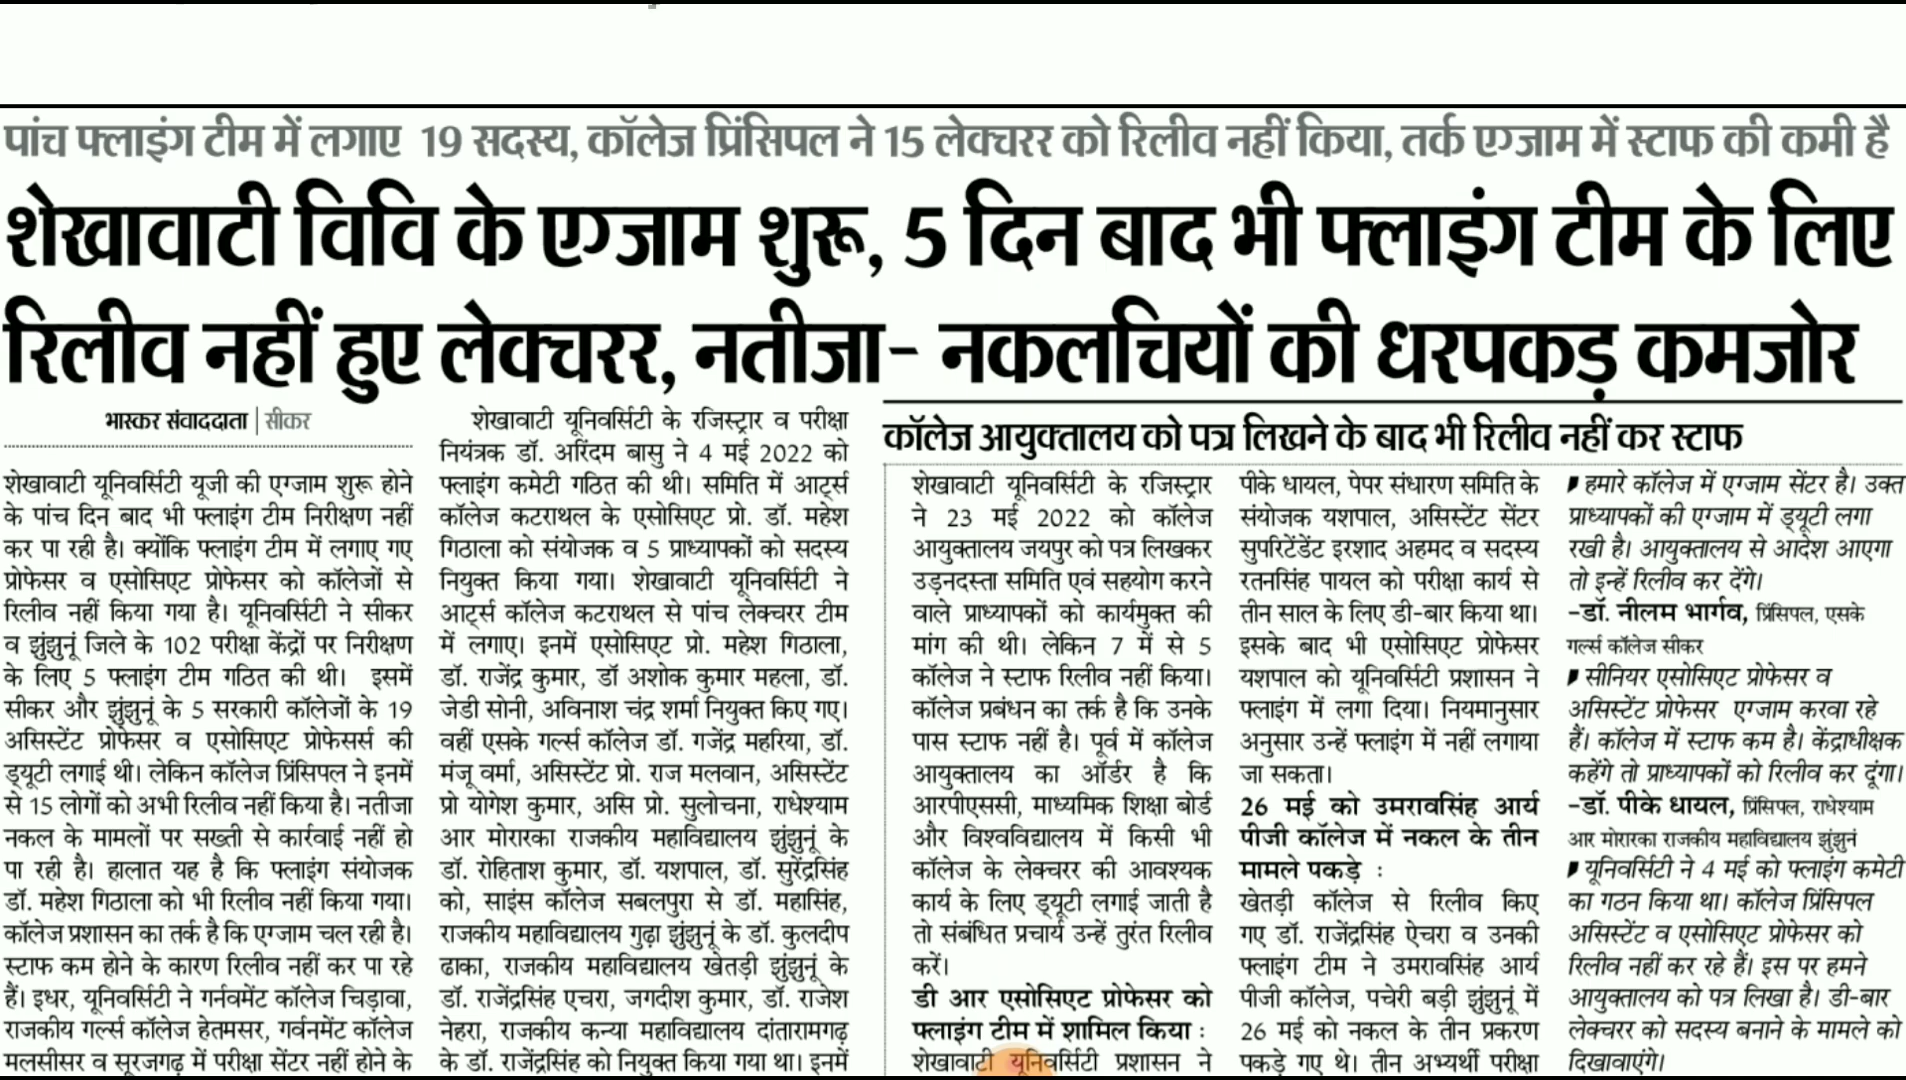 पांच फ्लाइंग टीम में लगाए 19 सदस्य, कॉलेज प्रिंसिपल ने 15 लेक्चरर को रिलीव नहीं किया, तर्क एग्जाम में स्टाफ की कमी है
शेखावाटी विवि के एग्जाम शुरू, 5 दिन बाद भी फ्लाइंग टीम के लिए
रिलीव नहीं हुए लेक्चरर, नतीजा- नकलचियों की धरपकड़ कमजोर
भास्कर संवाददाता | सीकर
शेखावाटी यूनिवर्सिटी यूजी की एग्जाम शुरू होने
के पांच दिन बाद भी फ्लाइंग टीम निरीक्षण नहीं
कर पा रही है। क्योंकि फ्लाइंग टीम में लगाए गए
प्रोफेसर व एसोसिएट प्रोफेसर को कॉलेजों से
रिलीव नहीं किया गया है। यूनिवर्सिटी ने सीकर
व झुंझुनूं जिले के 102 परीक्षा केंद्रों पर निरीक्षण
के लिए 5 फ्लाइंग टीम गठित की थी। इसमें
सीकर और झुंझुनूं के 5 सरकारी कॉलेजों के 19
असिस्टेंट प्रोफेसर व एसोसिएट प्रोफेसर्स की
ड्यूटी लगाई थी। लेकिन कॉलेज प्रिंसिपल ने इनमें
से 15 लोगों को अभी रिलीव नहीं किया है। नतीजा
नकल के मामलों पर सख्ती से कार्रवाई नहीं हो
पा रही है। हालात यह है कि फ्लाइंग संयोजक
डॉ. महेश गिठाला को भी रिलीव नहीं किया गया।
कॉलेज प्रशासन का तर्क है कि एग्जाम चल रही है।
स्टाफ कम होने के कारण रिलीव नहीं कर पा रहे
हैं। इधर, यूनिवर्सिटी ने गर्नवमेंट कॉलेज चिड़ावा,
राजकीय गर्ल्स कॉलेज हेतमसर, गर्वनमेंट कॉलेज
मलसीसर व सूरजगढ़ में परीक्षा सेंटर नहीं होने के
शेखावाटी यूनिवर्सिटी के रजिस्ट्रार व परीक्षा
नियंत्रक डॉ. अरिंदम बासु ने 4 मई 2022 को
फ्लाइंग कमेटी गठित की थी। समिति में आर्ट्स
कॉलेज कटराथल के एसोसिएट प्रो. डॉ. महेश
गिठाला को संयोजक व 5 प्राध्यापकों को सदस्य
नियुक्त किया गया। शेखावाटी यूनिवर्सिटी ने
आर्ट्स कॉलेज कटराथल से पांच लेक्चरर टीम
में लगाए। इनमें एसोसिएट प्रो. महेश गिठाला,
डॉ. राजेंद्र कुमार, डॉ अशोक कुमार महला, डॉ.
जेडी सोनी, अविनाश चंद्र शर्मा नियुक्त किए गए।
वहीं एसके गर्ल्स कॉलेज डॉ. गजेंद्र महरिया, डॉ.
मंजू वर्मा, असिस्टेंट प्रो. राज मलवान, असिस्टेंट
प्रो योगेश कुमार, असि प्रो. सुलोचना, राधेश्याम
आर मोरारका राजकीय महाविद्यालय झुंझुनूं के
डॉ. रोहिताश कुमार, डॉ. यशपाल, डॉ. सुरेंद्रसिंह
को, साइंस कॉलेज सबलपुरा से डॉ. महासिंह,
राजकीय महाविद्यालय गुढ़ा झुंझुनूं के डॉ. कुलदीप
ढाका, राजकीय महाविद्यालय खेतड़ी झुंझुनूं के
डॉ. राजेंद्रसिंह एचरा, जगदीश कुमार, डॉ. राजेश
नेहरा, राजकीय कन्या महाविद्यालय दांतारामगढ़
के डॉ. राजेंद्रसिंह को नियुक्त किया गया था। इनमें
कॉलेज आयुक्तालय को पत्र लिखने के बाद भी रिलीव नहीं कर स्टाफ
शेखावाटी यूनिवर्सिटी के रजिस्ट्रार
ने 23 मई 2022 को कॉलेज
आयुक्तालय जयपुर को पत्र लिखकर
उड़नदस्ता समिति एवं सहयोग करने
वाले प्राध्यापकों को कार्यमुक्त की
मांग की थी। लेकिन 7 में से 5
कॉलेज ने स्टाफ रिलीव नहीं किया।
कॉलेज प्रबंधन का तर्क है कि उनके
पास स्टाफ नहीं है। पूर्व में कॉलेज
आयुक्तालय का ऑर्डर है कि
आरपीएससी, माध्यमिक शिक्षा बोर्ड
और विश्वविद्यालय में किसी भी
कॉलेज के लेक्चरर की आवश्यक
कार्य के लिए ड्यूटी लगाई जाती है
तो संबंधित प्रचार्य उन्हें तुरंत रिलीव
करें।
डी आर एसोसिएट प्रोफेसर को
फ्लाइंग टीम में शामिल किया :
शेखावाटी यूनिवर्सिटी प्रशासन ने
पीके धायल, पेपर संधारण समिति के
संयोजक यशपाल, असिस्टेंट सेंटर
सुपरिटेंडेंट इरशाद अहमद व सदस्य
रतनसिंह पायल को परीक्षा कार्य से
तीन साल के लिए डी-बार किया था।
इसके बाद भी एसोसिएट प्रोफेसर
यशपाल को यूनिवर्सिटी प्रशासन ने
फ्लाइंग में लगा दिया। नियमानुसार
अनुसार उन्हें फ्लाइंग में नहीं लगाया
जा सकता।
26 मई को उमरावसिंह आर्य
पीजी कॉलेज में नकल के तीन
मामले पकड़े :
खेतड़ी कॉलेज से रिलीव किए
गए डॉ. राजेंद्रसिंह ऐचरा व उनकी
फ्लाइंग टीम ने उमरावसिंह आर्य
पीजी कॉलेज, पचेरी बड़ी झुंझुनूं में
26 मई को नकल के तीन प्रकरण
पकड़े गए थे। तीन अभ्यर्थी परीक्षा
हमारे कॉलेज में एग्जाम सेंटर है। उक्त
प्राध्यापकों की एग्जाम में ड्यूटी लगा
रखी है। आयुक्तालय से आदेश आएगा
तो इन्हें रिलीव कर देंगे।
-डॉ. नीलम भार्गव, प्रिंसिपल, एसके
गर्ल्स कॉलेज सीकर
सीनियर एसोसिएट प्रोफेसर व
असिस्टेंट प्रोफेसर एग्जाम करवा रहे
हैं। कॉलेज में स्टाफ कम है। केंद्राधीक्षक
कहेंगे तो प्राध्यापकों को रिलीव कर दूंगा।
-डॉ. पीके धायल, प्रिंसिपल, राधेश्याम
आर मोरारका राजकीय महाविद्यालय झुंझुनं
यूनिवर्सिटी ने 4 मई को फ्लाइंग कमेटी
का गठन किया था। कॉलेज प्रिंसिपल
असिस्टेंट व एसोसिएट प्रोफेसर को
रिलीव नहीं कर रहे हैं। इस पर हमने
आयुक्तालय को पत्र लिखा है। डी-बार
लेक्चरर को सदस्य बनाने के मामले को
दिखावाएंगे।